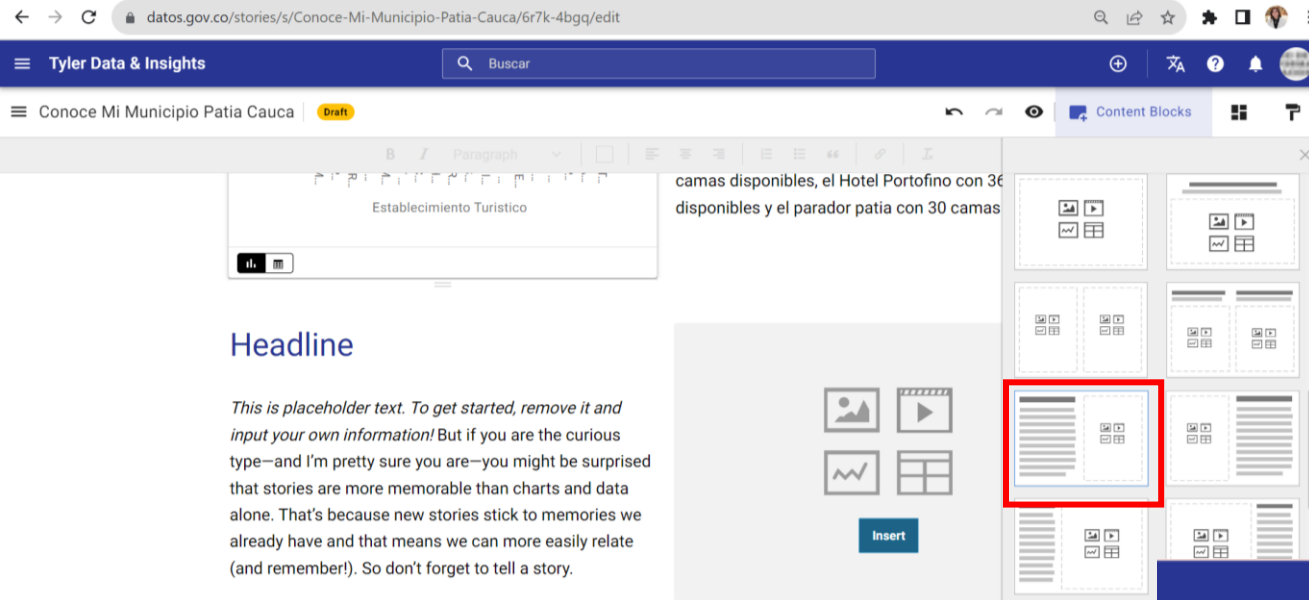 datos.gov.co/stories/s/Conoce-Mi-Municipio-Patia-Cauca/6r7k-4bgq/edit
Tyler Data & Insights
Buscar
Conoce Mi Municipio Patia Cauca
Draft
Content Blocks
B I Paragraph
Establecimiento Turistico
camas disponibles, el Hotel Portofino con 36
disponibles y el parador patia con 30 camas
Headline
This is placeholder text. To get started, remove it and
input your own information! But if you are the curious
type—and I'm pretty sure you are—you might be surprised
that stories are more memorable than charts and data
alone. That's because new stories stick to memories we
already have and that means we can more easily relate
(and remember!). So don't forget to tell a story.
Insert